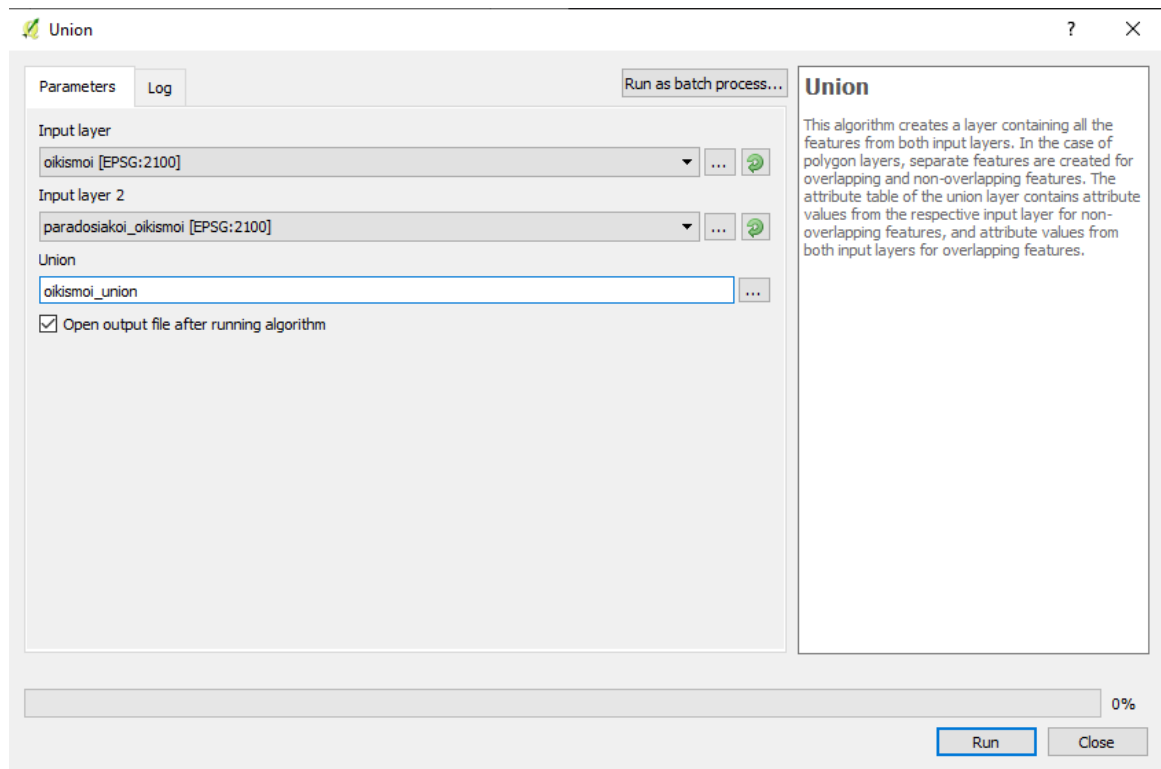 Union
?
Parameters
Log
Run as batch process...
Input layer
oikismoi [EPSG:2100]
...
Input layer 2
paradosiakoi_oikismoi [EPSG:2100]
...
Union
oikismoi_union
...
Open output file after running algorithm
Union
This algorithm creates a layer containing all the
features from both input layers. In the case of
polygon layers, separate features are created for
overlapping and non-overlapping features. The
attribute table of the union layer contains attribute
values from the respective input layer for non-
overlapping features, and attribute values from
both input layers for overlapping features.
0%
Run
Close